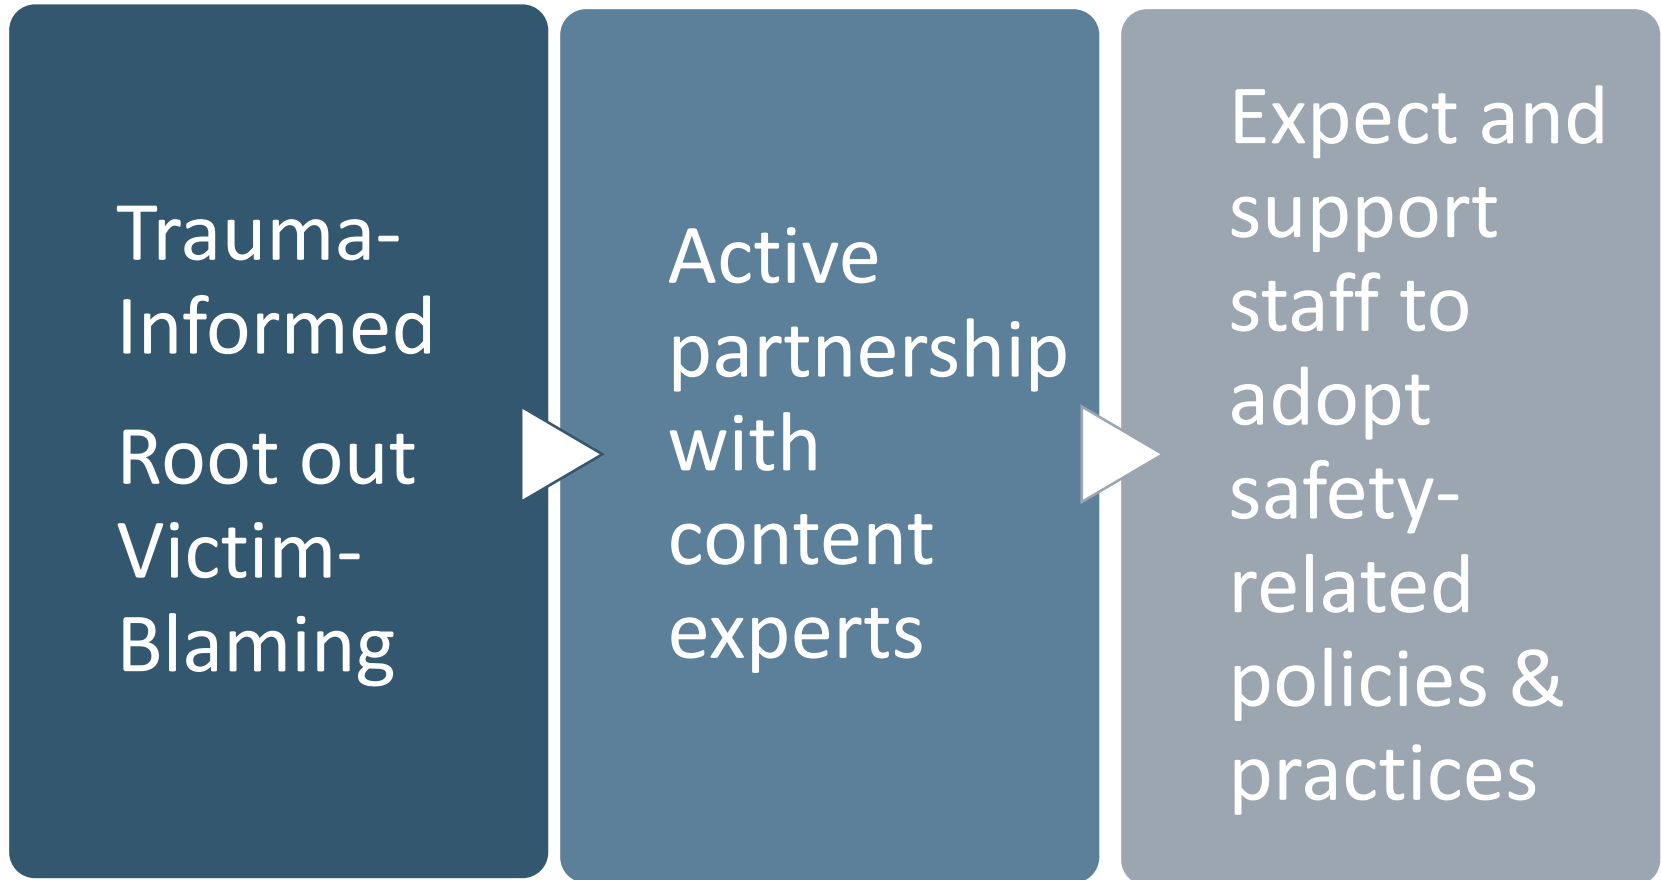 Trauma-
Informed
Root out
Victim-
Blaming
Active
partnership
with
content
experts
Expect and
support
staff to
adopt
safety-
related
policies &
practices